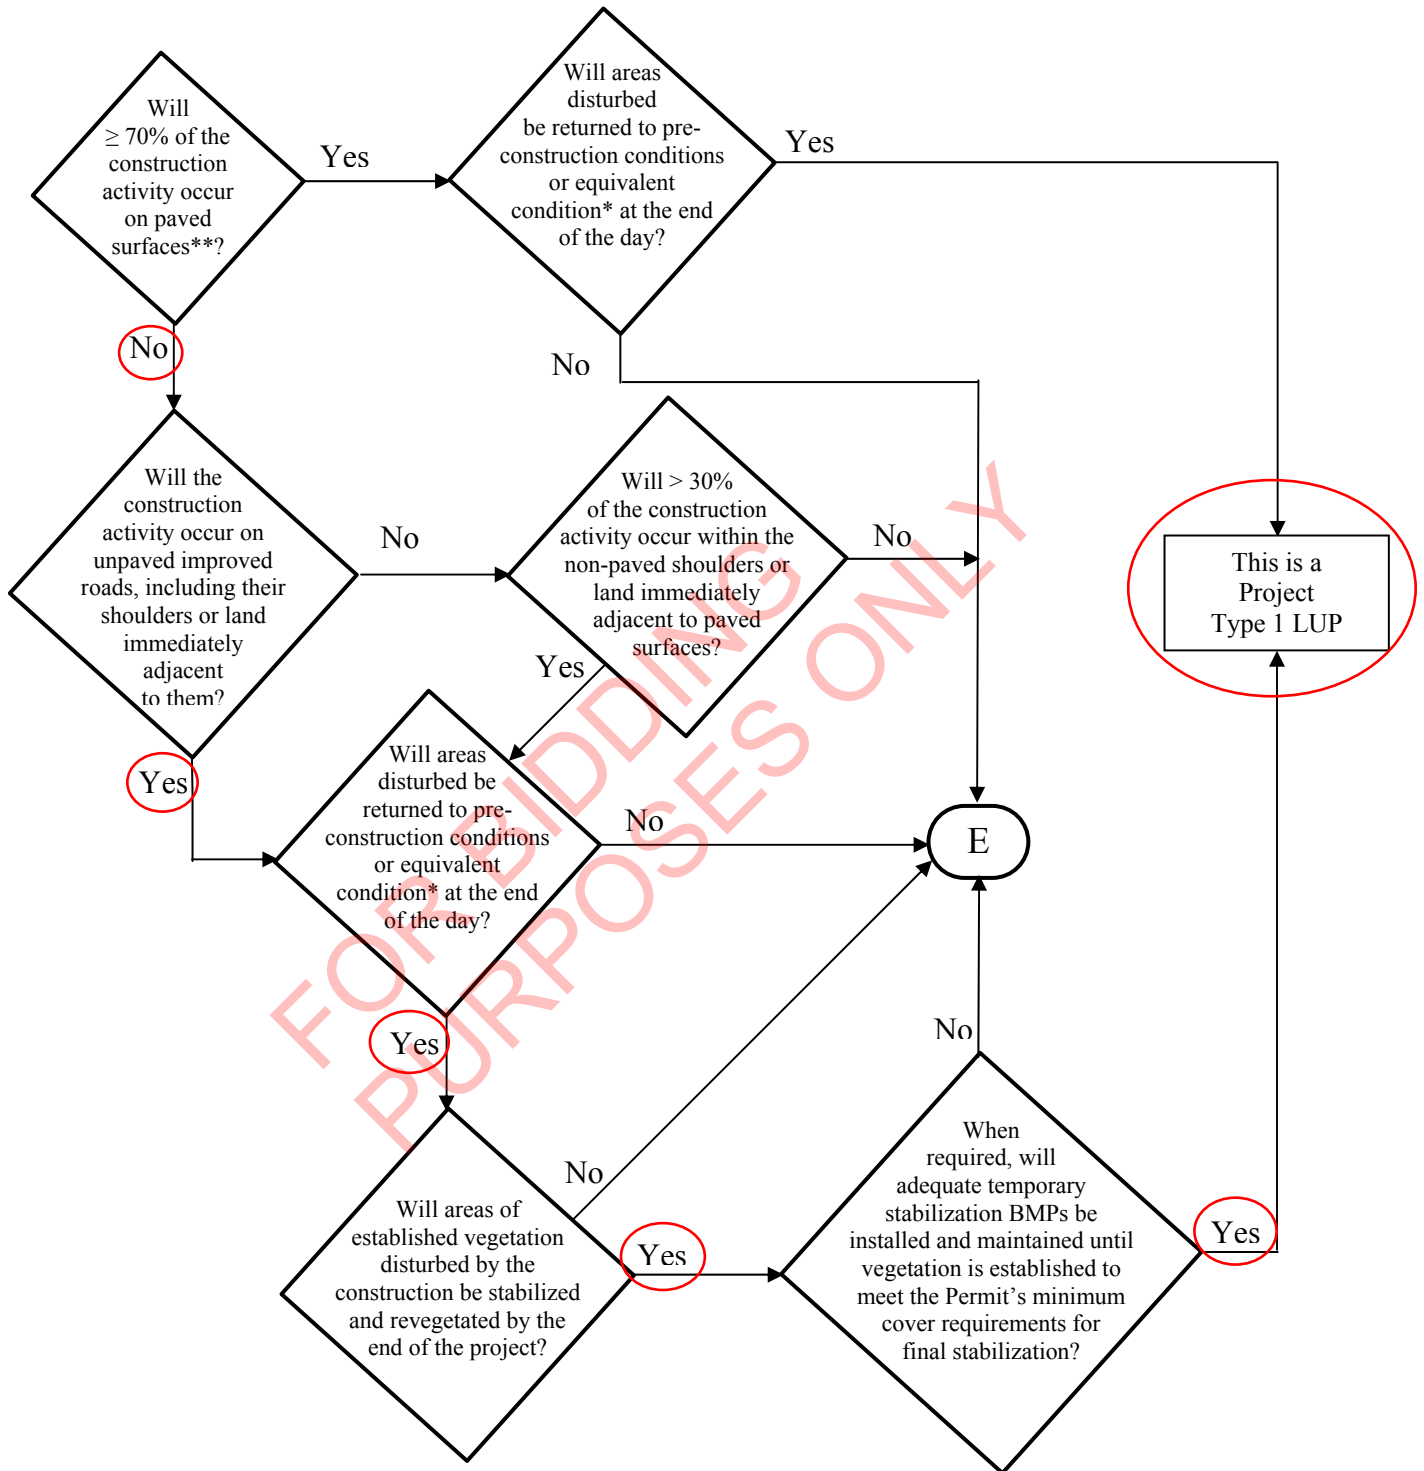 Will
≥ 70% of the
construction
activity occur
on paved
surfaces**?
Yes
Will areas
disturbed
be returned to pre-
construction conditions
or equivalent
condition* at the end
of the day?
Yes
No
No
Will the
construction
activity occur on
unpaved improved
roads, including their
shoulders or land
immediately
adjacent
to them?
No
Will > 30%
of the construction
activity occur within the
non-paved shoulders or
land immediately
adjacent to paved
surfaces?
No
This is a
Project
Type 1 LUP
Yes
Yes
Will areas
disturbed be
returned to pre-
construction conditions
or equivalent
condition* at the end
of the day?
No
E
Yes
No
Will areas of
established vegetation
disturbed by the
construction be stabilized
and revegetated by the
end of the project?
No
Yes
When
required, will
adequate temporary
stabilization BMPs be
installed and maintained until
vegetation is established to
meet the Permit's minimum
cover requirements for
final stabilization?
Yes
FOR BIDDING
PURPOSES ONLY